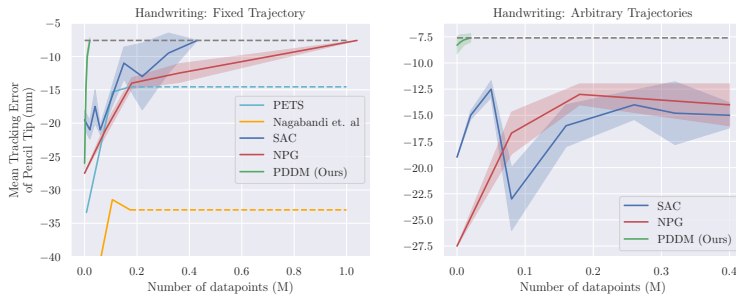 Handwriting: Fixed Trajectory
Mean Tracking Error
of Pencil Tip (mm)
−5
−10
−15
−20
−25
−30
−35
−40
PETS
Nagabandi et. al
SAC
NPG
PDDM (Ours)
0.0 0.2 0.4 0.6 0.8 1.0
Number of datapoints (M)
Handwriting: Arbitrary Trajectories
−7.5
−10.0
−12.5
−15.0
−17.5
−20.0
−22.5
−25.0
−27.5
SAC
NPG
PDDM (Ours)
0.0 0.1 0.2 0.3 0.4
Number of datapoints (M)